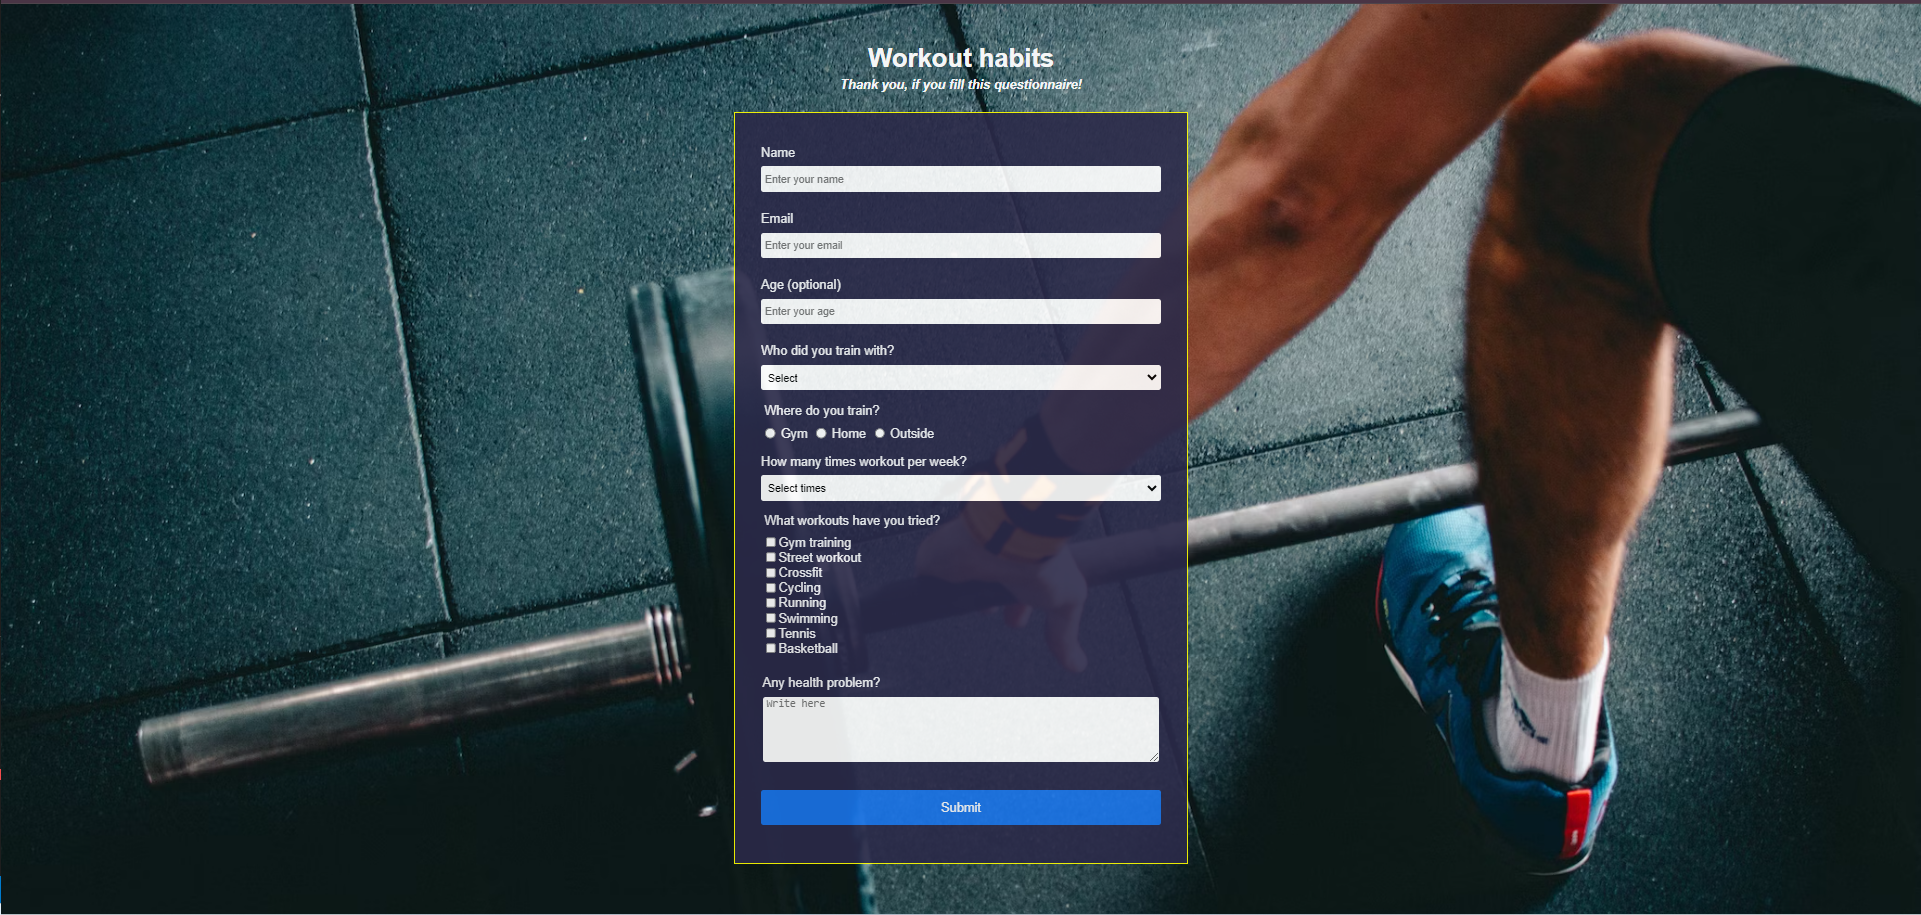 Workout habits
Thank you, if you fill this questionnaire!
Name
Enter your name
Email
Enter your email
Age (optional)
Enter your age
Who did you train with?
Select
Where do you train?
Gym Home Outside
How many times workout per week?
Select times
What workouts have you tried?
Gym training
Street workout
Crossfit
Cycling
Running
Swimming
Tennis
Basketball
Any health problem?
Write here
Submit